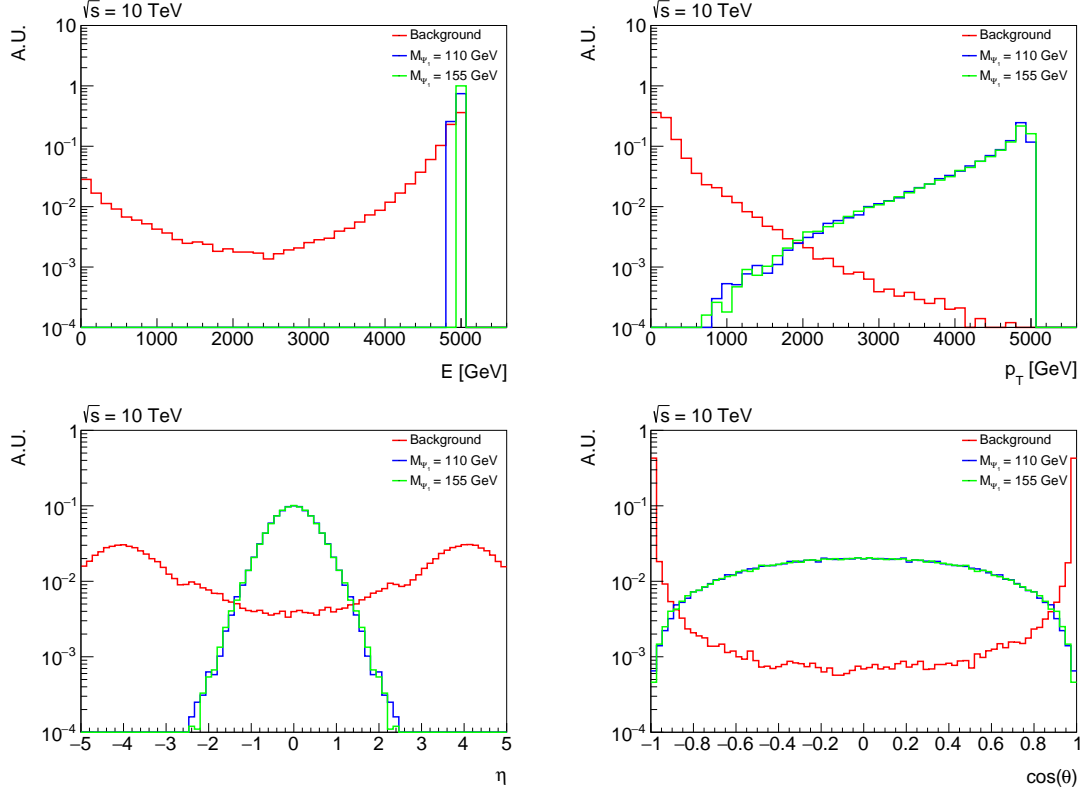 √s = 10 TeV
A.U.
10
1
10⁻¹
10⁻²
10⁻³
10⁻⁴
Background
M_Ψ₁ = 110 GeV
M_Ψ₁ = 155 GeV
0 1000 2000 3000 4000 5000
E [GeV]
√s = 10 TeV
A.U.
10
1
10⁻¹
10⁻²
10⁻³
10⁻⁴
Background
M_Ψ₁ = 110 GeV
M_Ψ₁ = 155 GeV
0 1000 2000 3000 4000 5000
p_T [GeV]
√s = 10 TeV
A.U.
1
10⁻¹
10⁻²
10⁻³
10⁻⁴
Background
M_Ψ₁ = 110 GeV
M_Ψ₁ = 155 GeV
−5 −4 −3 −2 −1 0 1 2 3 4 5
η
√s = 10 TeV
A.U.
1
10⁻¹
10⁻²
10⁻³
10⁻⁴
Background
M_Ψ₁ = 110 GeV
M_Ψ₁ = 155 GeV
−1 −0.8 −0.6 −0.4 −0.2 0 0.2 0.4 0.6 0.8 1
cos(θ)